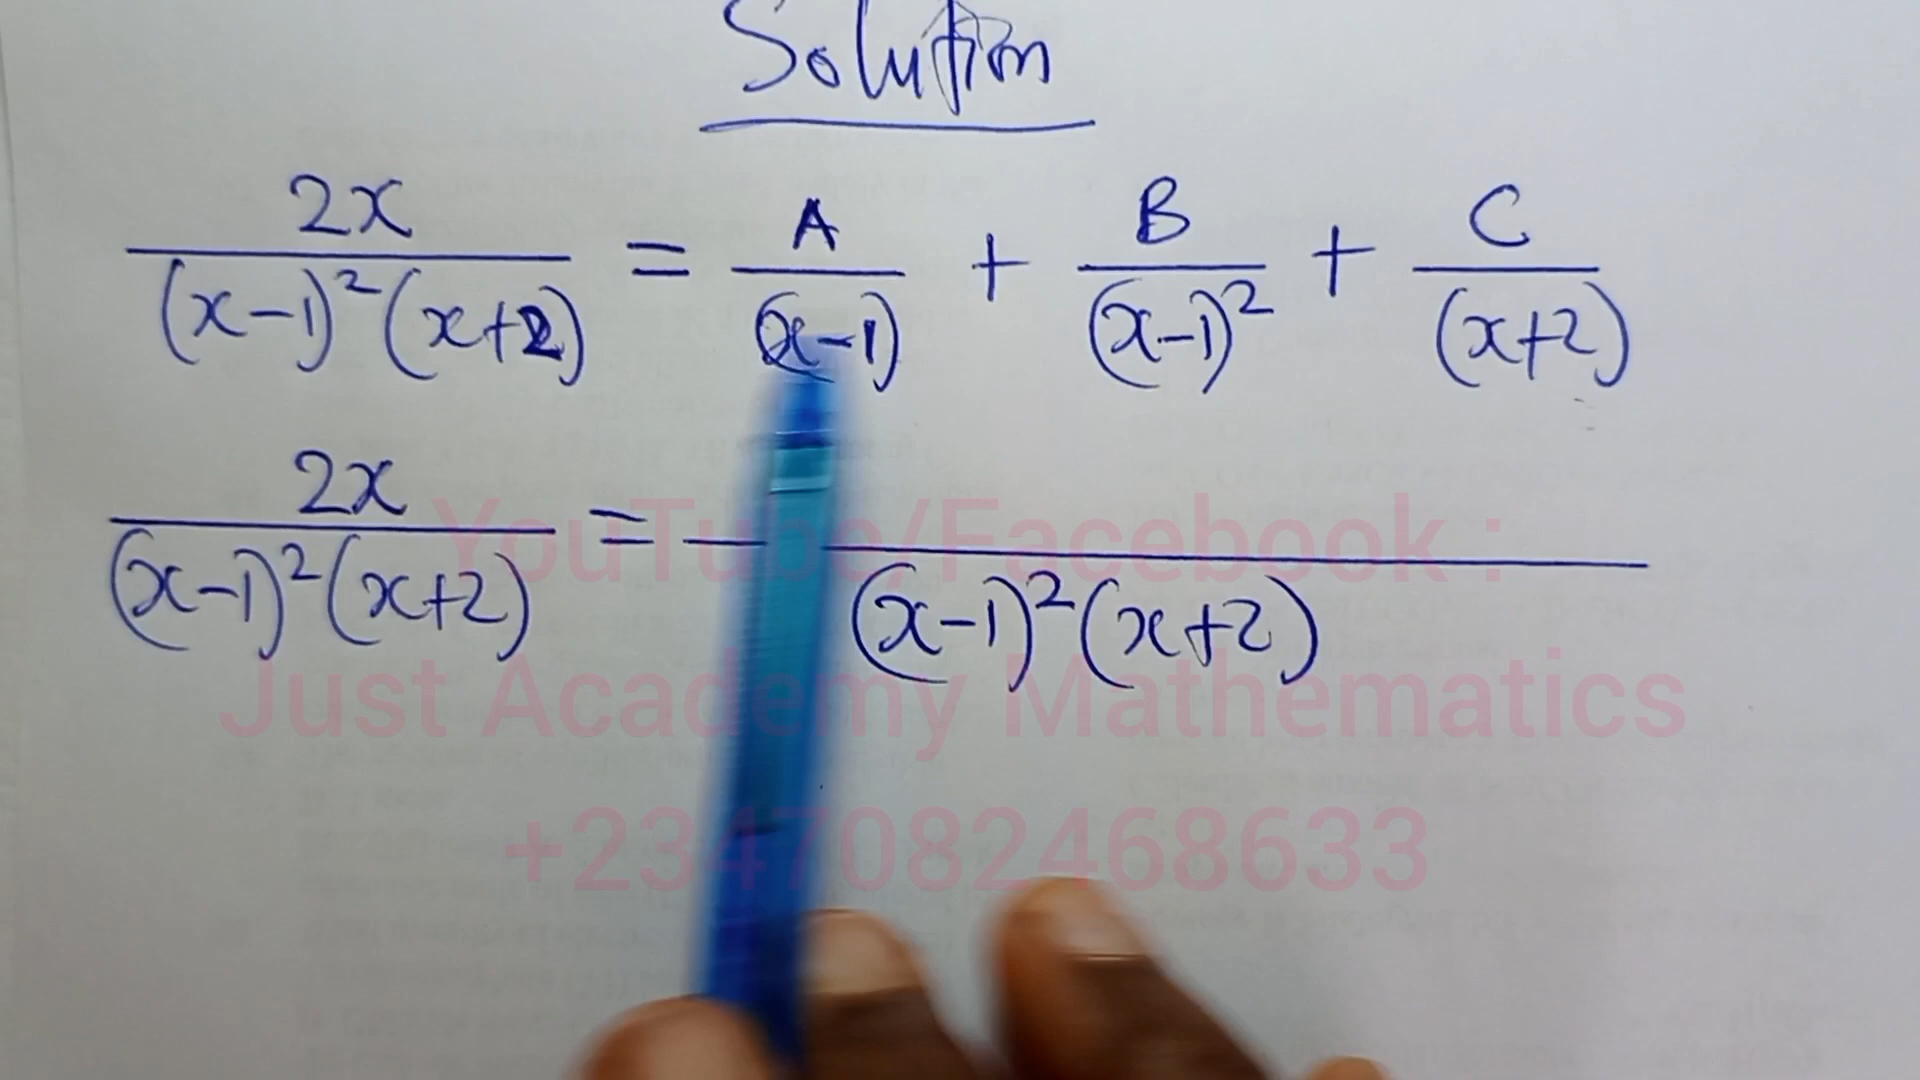 Solution
2x/(x-1)²(x+2) = A/(x-1) + B/(x-1)² + C/(x+2)
2x/(x-1)²(x+2) = /(x-1)²(x+2)
YouTube/Facebook :
Just Academy Mathematics
+2347082468633